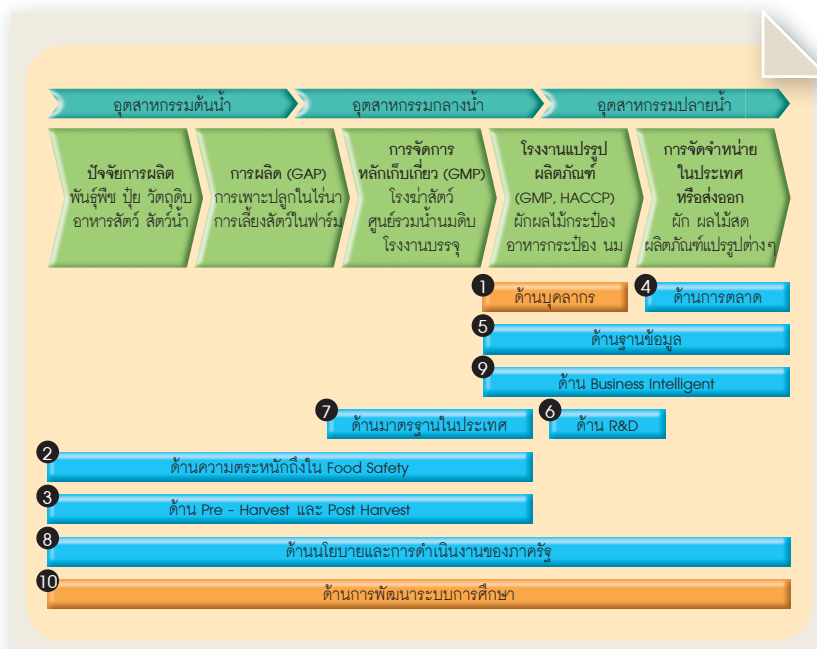 อุตสาหกรรมต้นน้ำ
อุตสาหกรรมกลางน้ำ
อุตสาหกรรมปลายน้ำ
ปัจจัยการผลิต
พันธุ์พืช ปุ๋ย วัตถุดิบ
อาหารสัตว์ สัตว์น้ำ
การผลิต (GAP)
การเพาะปลูกในไร่นา
การเลี้ยงสัตว์ในฟาร์ม
การจัดการ
หลักเก็บเกี่ยว (GMP)
โรงฆ่าสัตว์
ศูนย์รวมน้ำนมดิบ
โรงงานบรรจุ
โรงงานแปรรูป
ผลิตภัณฑ์
(GMP, HACCP)
ผักผลไม้กระป๋อง
อาหารกระป๋อง นม
การจัดจำหน่าย
ในประเทศ
หรือส่งออก
ผัก ผลไม้สด
ผลิตภัณฑ์แปรรูปต่างๆ
1 ด้านบุคลากร
4 ด้านการตลาด
5 ด้านฐานข้อมูล
9 ด้าน Business Intelligent
7 ด้านมาตรฐานในประเทศ
6 ด้าน R&D
2 ด้านความตระหนักถึงใน Food Safety
3 ด้าน Pre - Harvest และ Post Harvest
8 ด้านนโยบายและการดำเนินงานของภาครัฐ
10 ด้านการพัฒนาระบบการศึกษา